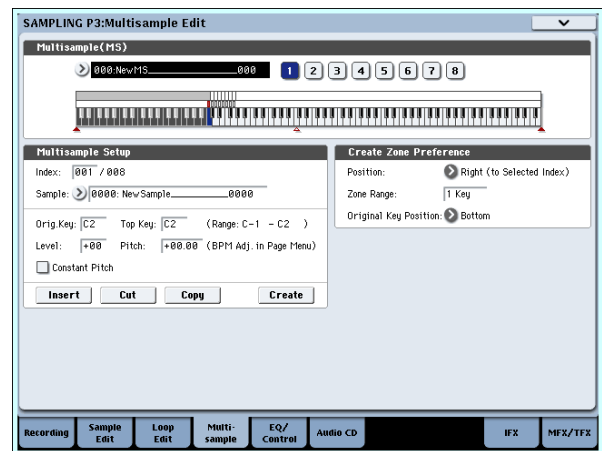 SAMPLING P3:Multisample Edit
Multisample(MS)
000:NewMS_______________000
1 2 3 4 5 6 7 8
Multisample Setup
Index: 001 / 008
Sample: 0000: NewSample____________0000
Orig.Key: C2 Top Key: C2 (Range: C-1 - C2 )
Level: +00 Pitch: +00.00 (BPM Adj. in Page Menu)
Constant Pitch
Insert Cut Copy Create
Create Zone Preference
Position: Right (to Selected Index)
Zone Range: 1 Key
Original Key Position: Bottom
Recording Sample Edit Loop Edit Multi-sample EQ/Control Audio CD IFX MFX/TFX